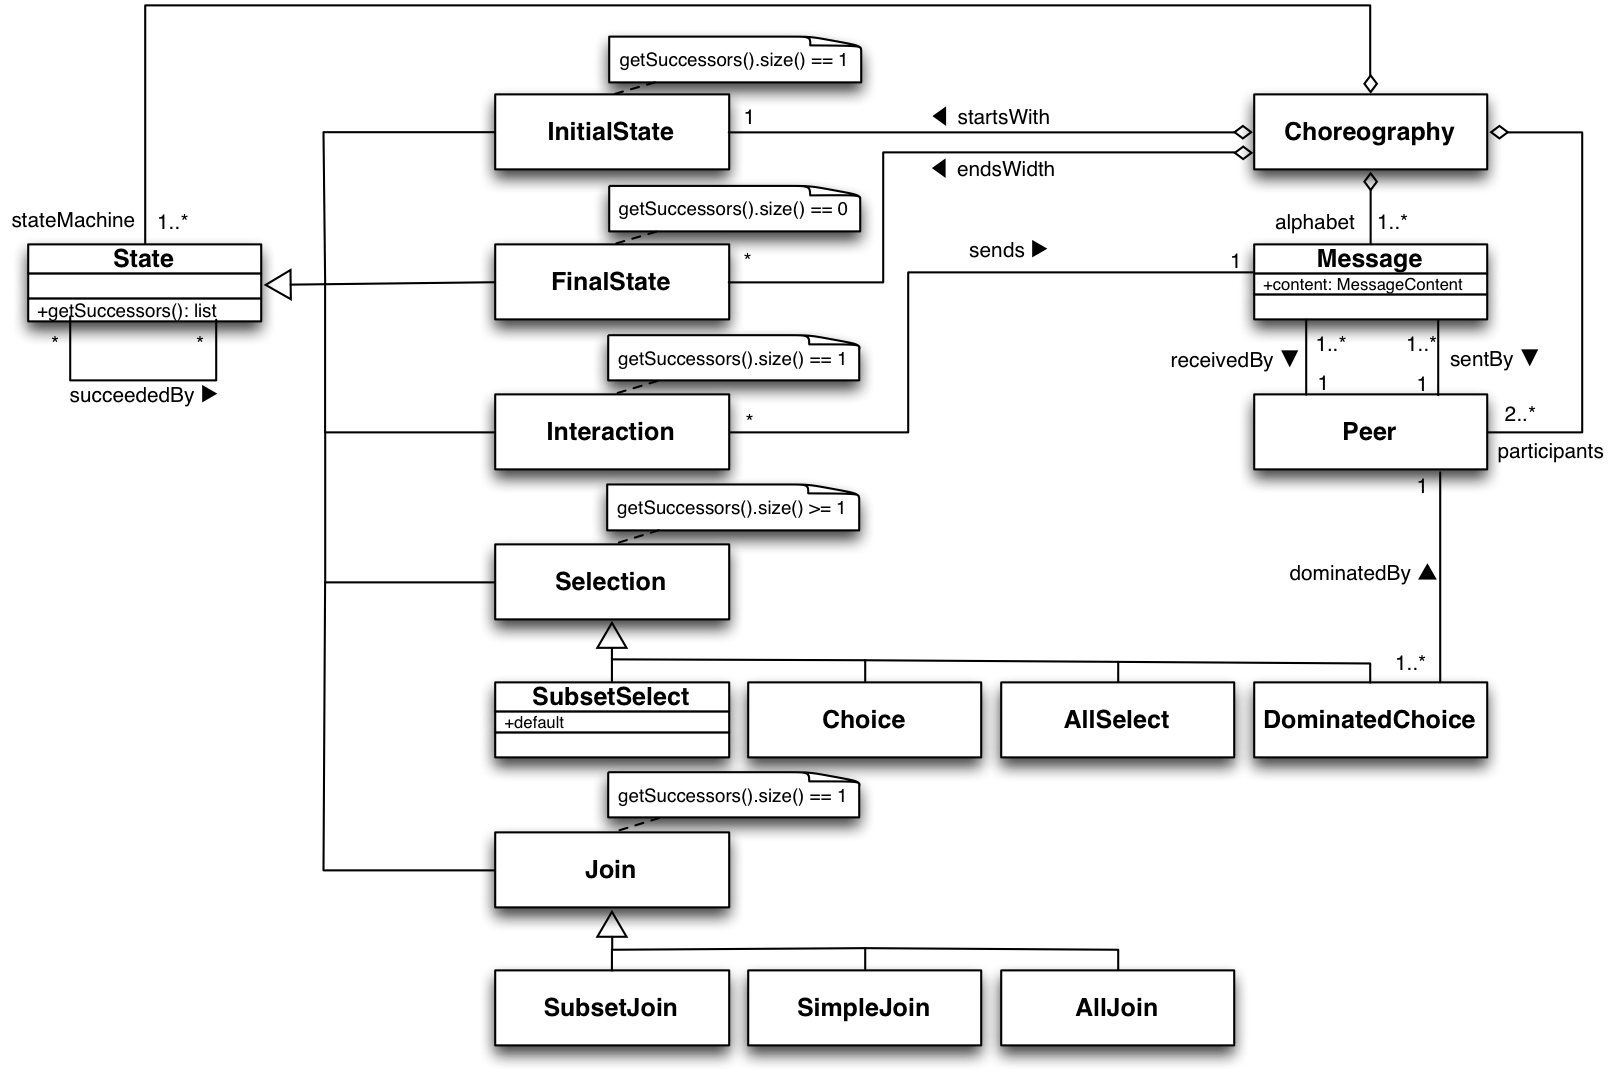 getSuccessors().size() == 1
InitialState
1
startsWith
Choreography
endsWidth
getSuccessors().size() == 0
stateMachine
1..*
alphabet
1..*
State
+getSuccessors(): list
*
*
succeededBy
FinalState
*
sends
1
Message
+content: MessageContent
getSuccessors().size() == 1
receivedBy
1..*
1..*
sentBy
1
1
Interaction
*
Peer
2..*
participants
1
getSuccessors().size() >= 1
Selection
dominatedBy
1..*
SubsetSelect
+default
Choice
AllSelect
DominatedChoice
getSuccessors().size() == 1
Join
SubsetJoin
SimpleJoin
AllJoin